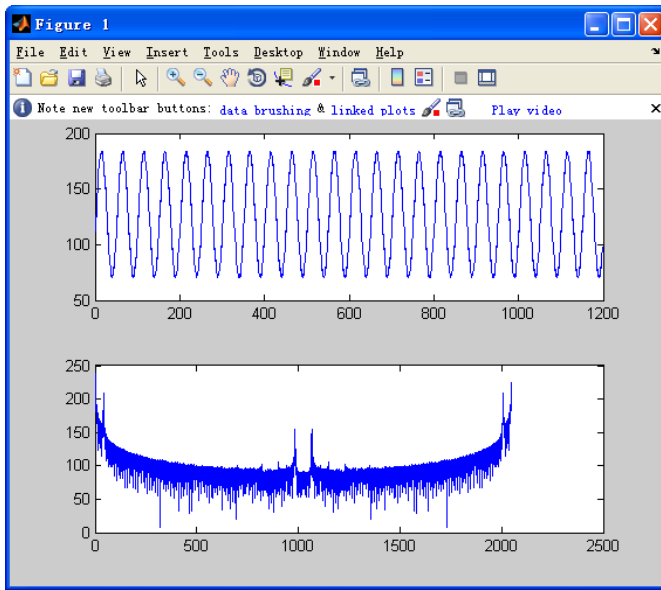 Figure 1
File Edit View Insert Tools Desktop Window Help
Note new toolbar buttons: data brushing & linked plots Play video
200
150
100
50
0 200 400 600 800 1000 1200
250
200
150
100
50
0
0 500 1000 1500 2000 2500